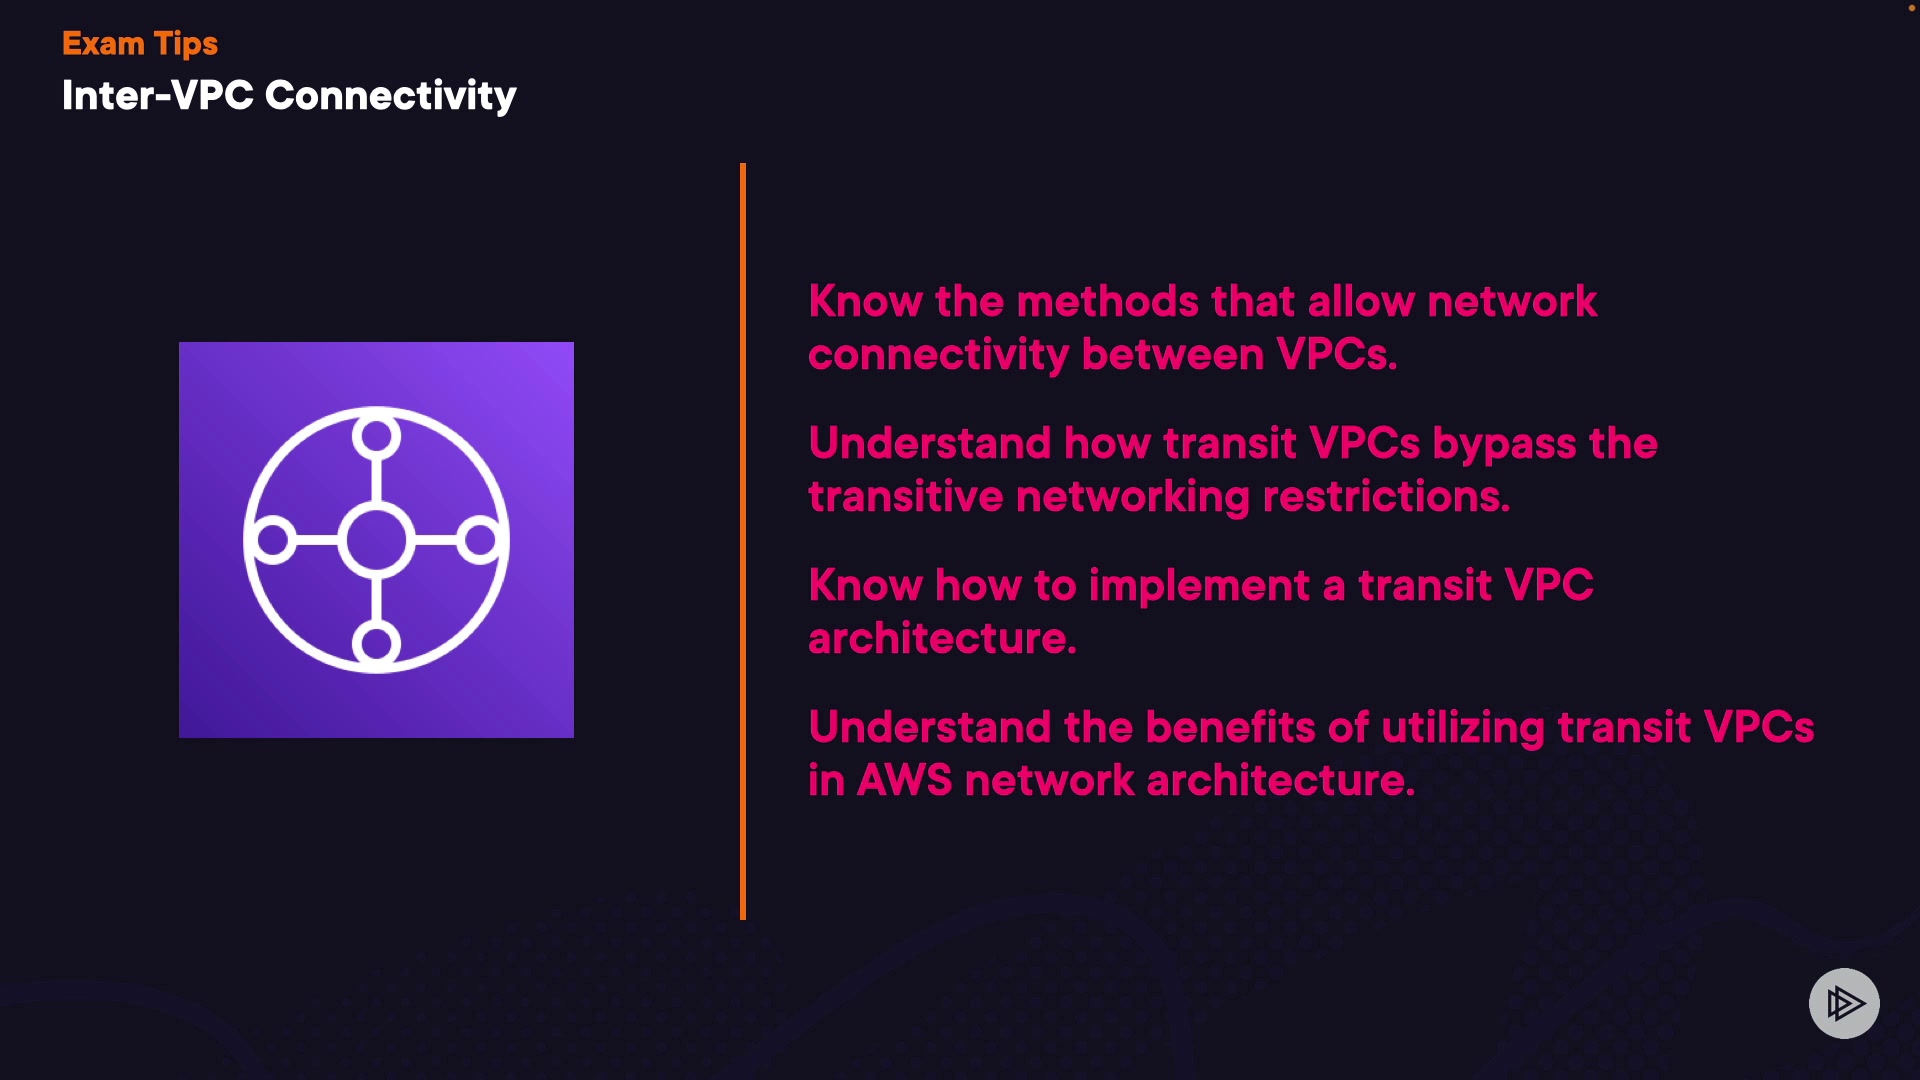 Exam Tips
Inter-VPC Connectivity
Know the methods that allow network
connectivity between VPCs.
Understand how transit VPCs bypass the
transitive networking restrictions.
Know how to implement a transit VPC
architecture.
Understand the benefits of utilizing transit VPCs
in AWS network architecture.